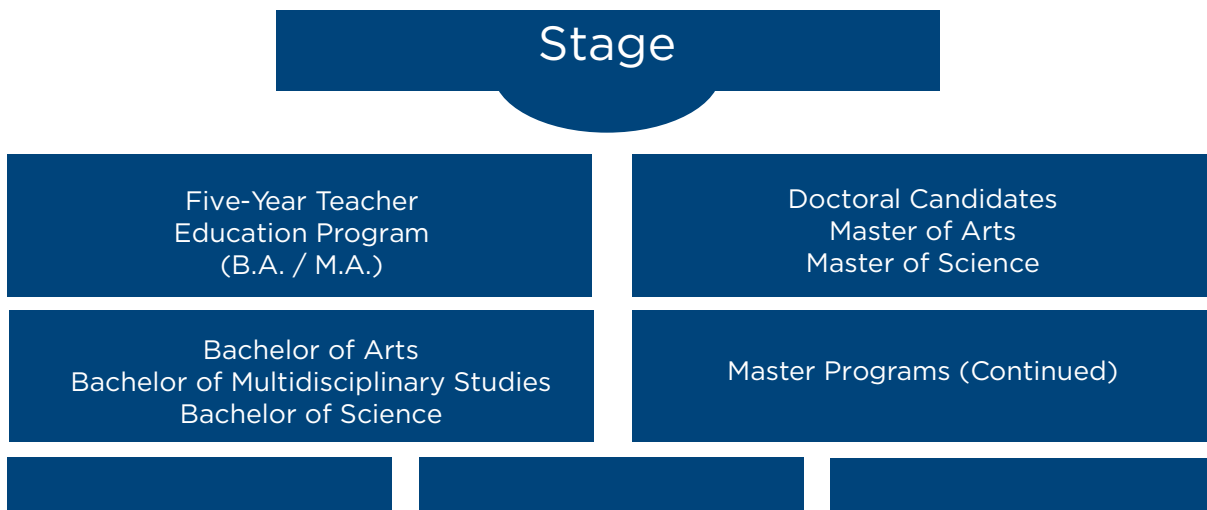 Stage
Five-Year Teacher
Education Program
(B.A. / M.A.)
Doctoral Candidates
Master of Arts
Master of Science
Bachelor of Arts
Bachelor of Multidisciplinary Studies
Bachelor of Science
Master Programs (Continued)